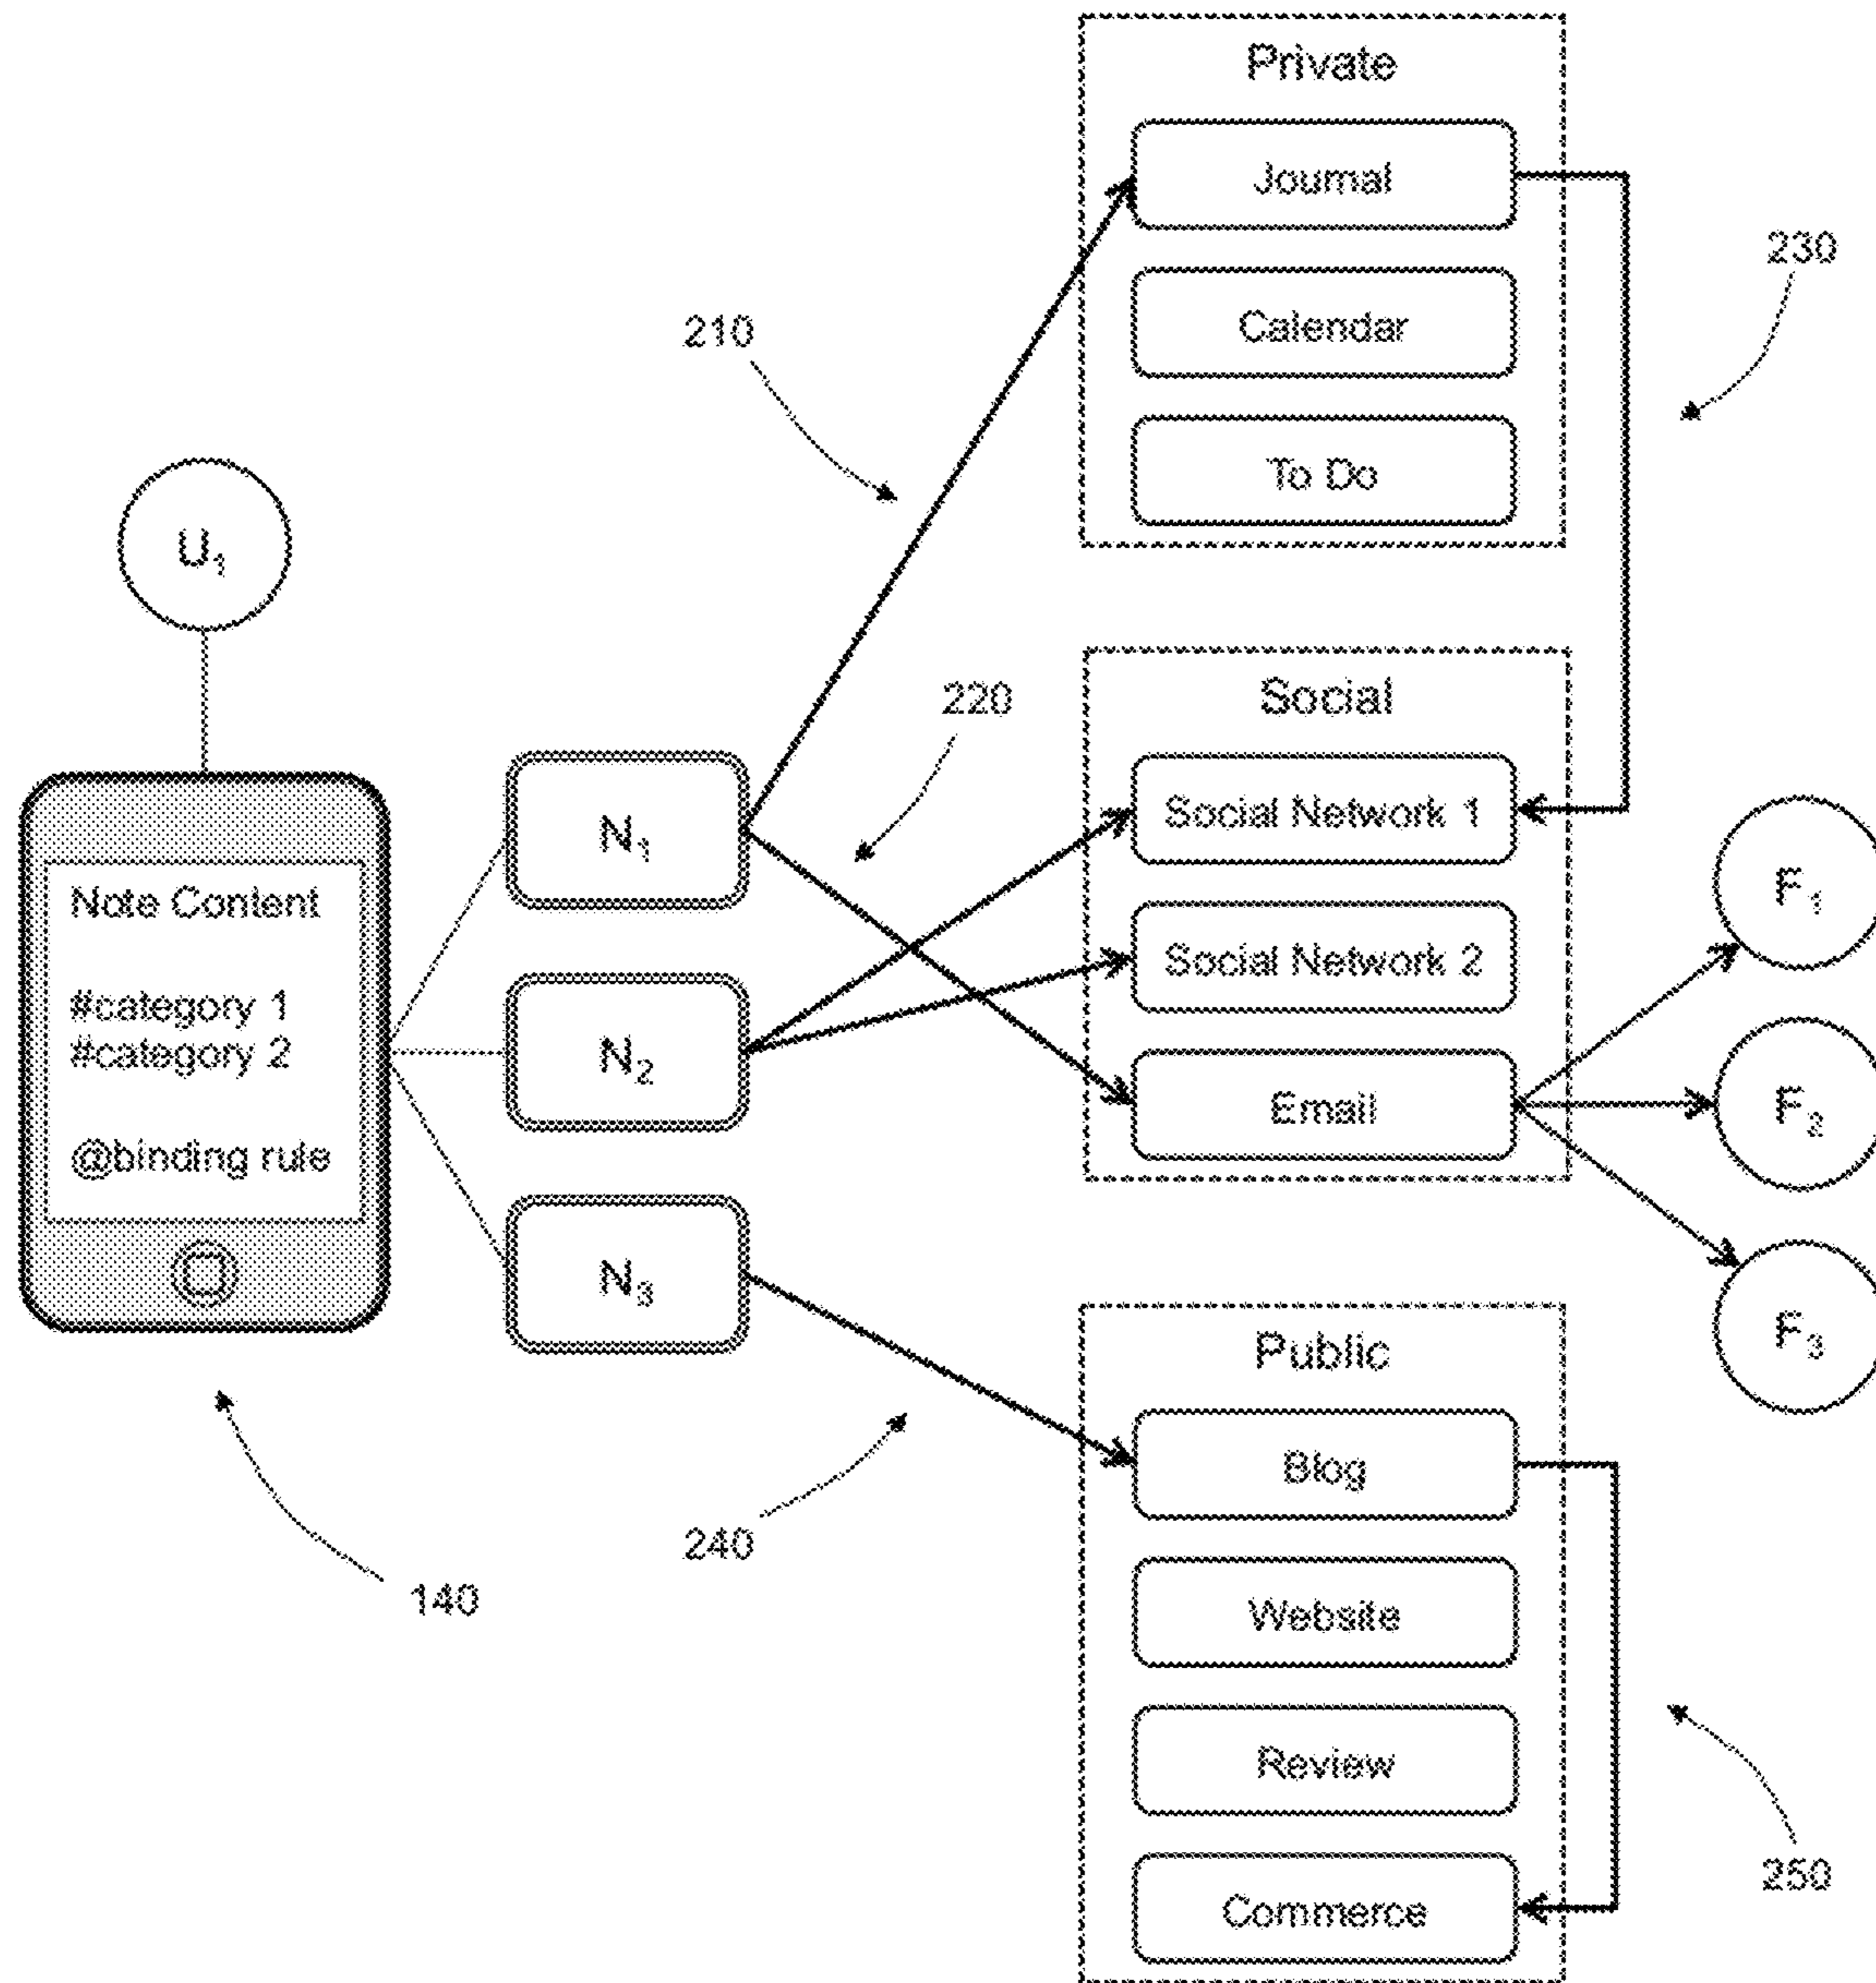 Private
Journal
Calendar
To Do
230
210
U₁
220
Social
Social Network 1
Social Network 2
Email
N₁
N₂
N₃
Note Content
#category 1
#category 2
@binding rule
F₁
F₂
F₃
140
240
Public
Blog
Website
Review
Commerce
250